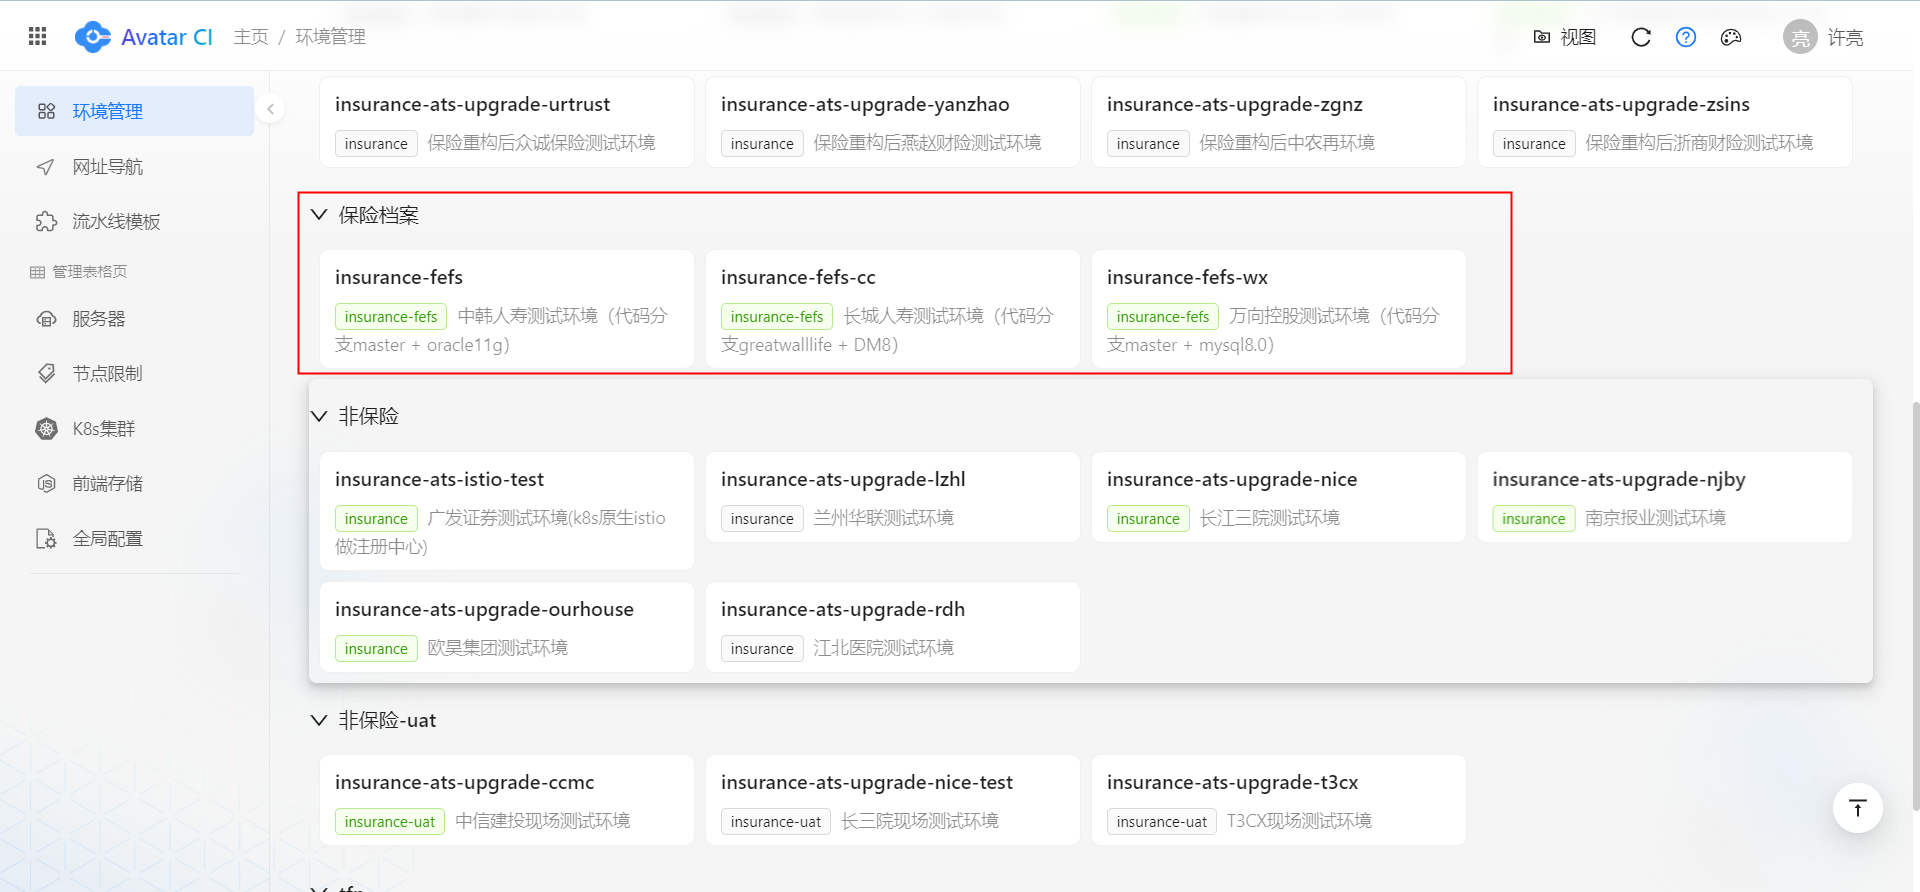 Avatar CI 主页 / 环境管理
视图
亮 许亮
环境管理
网址导航
流水线模板
管理表格页
服务器
节点限制
K8s集群
前端存储
全局配置
insurance-ats-upgrade-urtrust
insurance 保险重构后众诚保险测试环境
insurance-ats-upgrade-yanzhao
insurance 保险重构后燕赵财险测试环境
insurance-ats-upgrade-zgnz
insurance 保险重构后中农再环境
insurance-ats-upgrade-zsins
insurance 保险重构后浙商财险测试环境
保险档案
insurance-fefs
insurance-fefs 中韩人寿测试环境（代码分
支master + oracle11g）
insurance-fefs-cc
insurance-fefs 长城人寿测试环境（代码分
支greatwalllife + DM8）
insurance-fefs-wx
insurance-fefs 万向控股测试环境（代码分
支master + mysql8.0）
非保险
insurance-ats-istio-test
insurance 广发证券测试环境(k8s原生istio
做注册中心)
insurance-ats-upgrade-lzhl
insurance 兰州华联测试环境
insurance-ats-upgrade-nice
insurance 长江三院测试环境
insurance-ats-upgrade-njby
insurance 南京报业测试环境
insurance-ats-upgrade-ourhouse
insurance 欧昊集团测试环境
insurance-ats-upgrade-rdh
insurance 江北医院测试环境
非保险-uat
insurance-ats-upgrade-ccmc
insurance-uat 中信建投现场测试环境
insurance-ats-upgrade-nice-test
insurance-uat 长三院现场测试环境
insurance-ats-upgrade-t3cx
insurance-uat T3CX现场测试环境